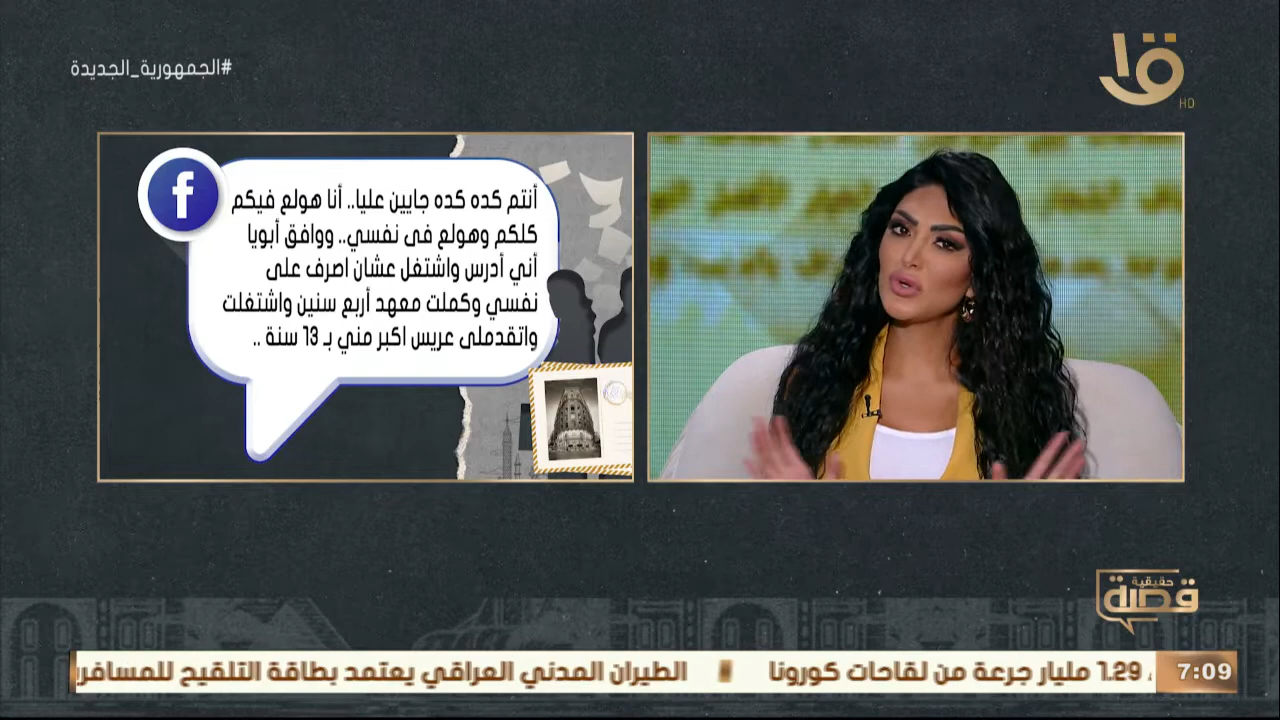 #الجمهورية_الجديدة
HD
f
أنتم كده كده جايين عليا.. أنا هولع فيكم
كلكم وهولع فى نفسي.. ووافق أبويا
أني أدرس واشتغل عشان اصرف على
نفسي وكملت معهد أربع سنين واشتغلت
واتقدملى عريس اكبر مني بـ 13 سنة ..
قصة
حقيقية
7:09
1.29 مليار جرعة من لقاحات كورونا
الطيران المدني العراقي يعتمد بطاقة التلقيح للمسافر